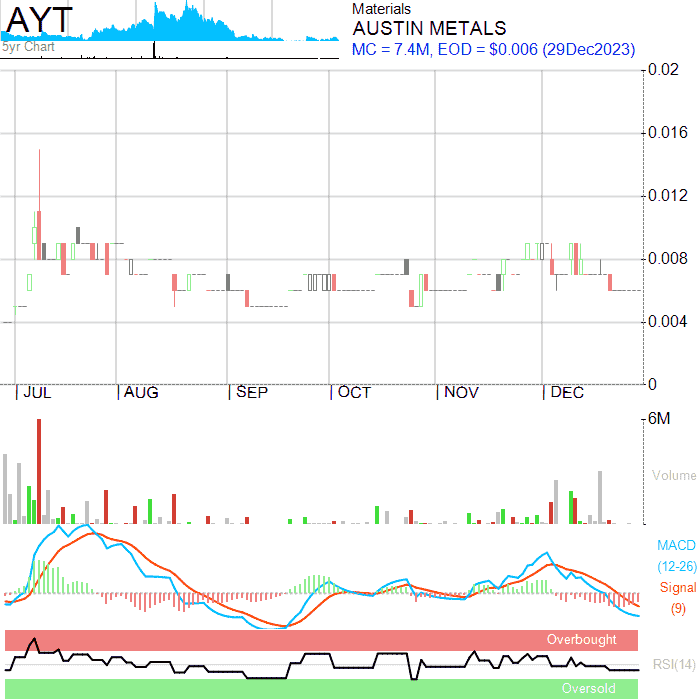 AYT
5yr Chart
Materials
AUSTIN METALS
MC = 7.4M, EOD = $0.006 (29Dec2023)
0.02
0.016
0.012
0.008
0.004
0
JUL AUG SEP OCT NOV DEC
6M
Volume
MACD
(12-26)
Signal
(9)
Overbought
RSI(14)
Oversold